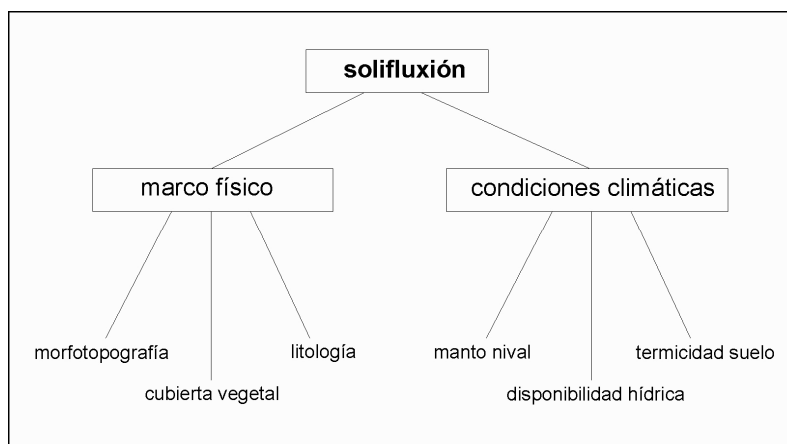 solifluxión
marco físico
condiciones climáticas
morfotopografía
litología
manto nival
termicidad suelo
cubierta vegetal
disponibilidad hídrica